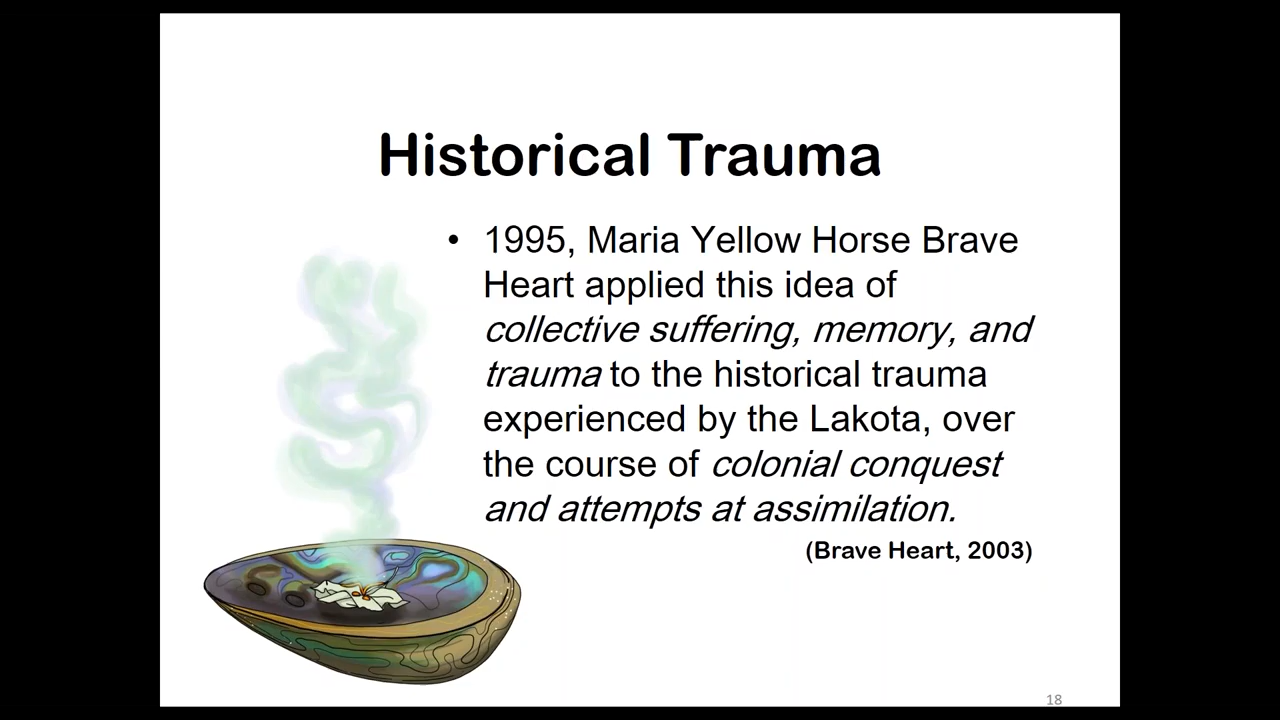 Historical Trauma
• 1995, Maria Yellow Horse Brave
Heart applied this idea of
collective suffering, memory, and
trauma to the historical trauma
experienced by the Lakota, over
the course of colonial conquest
and attempts at assimilation.
(Brave Heart, 2003)
18